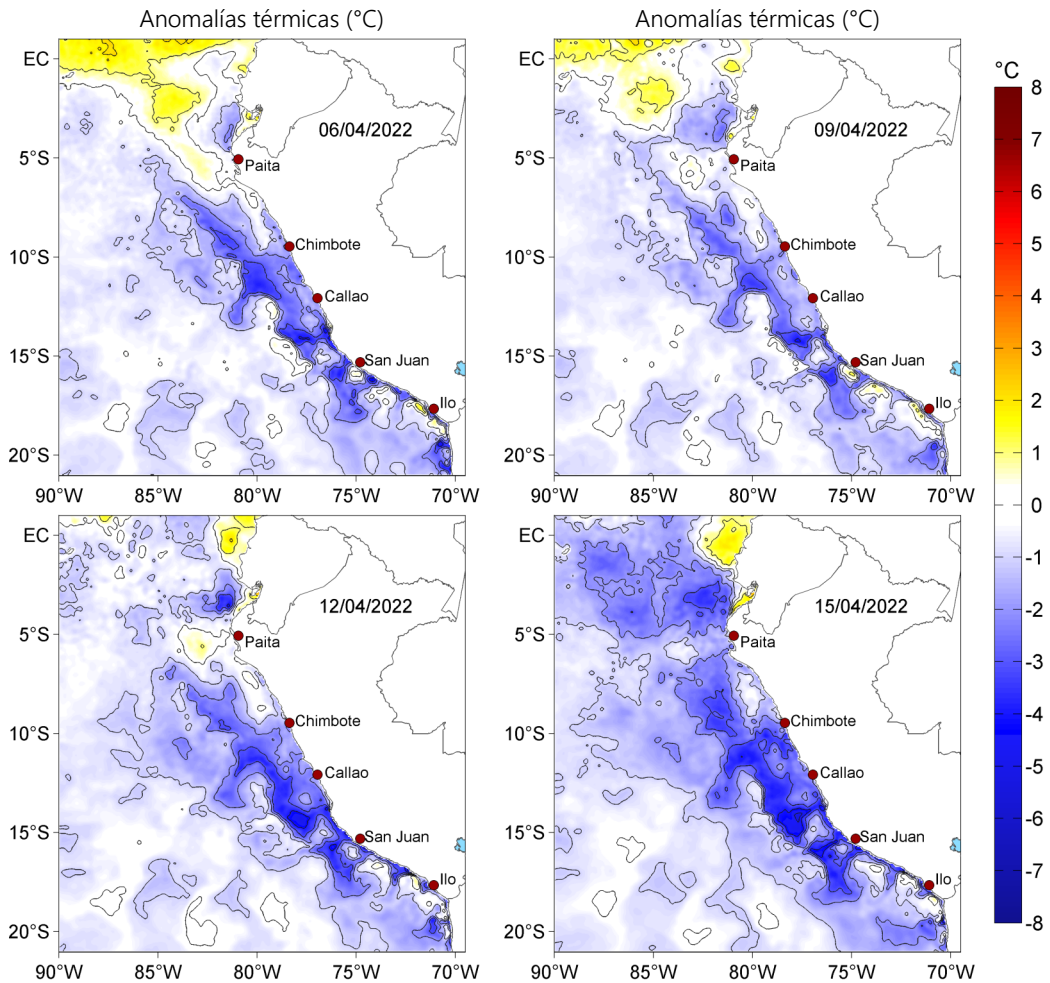 Anomalías térmicas (°C)
Anomalías térmicas (°C)
EC
5°S
10°S
15°S
20°S
90°W
85°W
80°W
75°W
70°W
06/04/2022
Paita
Chimbote
Callao
San Juan
Ilo
EC
5°S
10°S
15°S
20°S
90°W
85°W
80°W
75°W
70°W
09/04/2022
Paita
Chimbote
Callao
San Juan
Ilo
EC
5°S
10°S
15°S
20°S
90°W
85°W
80°W
75°W
70°W
12/04/2022
Paita
Chimbote
Callao
San Juan
Ilo
EC
5°S
10°S
15°S
20°S
90°W
85°W
80°W
75°W
70°W
15/04/2022
Paita
Chimbote
Callao
San Juan
Ilo
°C
8
7
6
5
4
3
2
1
0
-1
-2
-3
-4
-5
-6
-7
-8